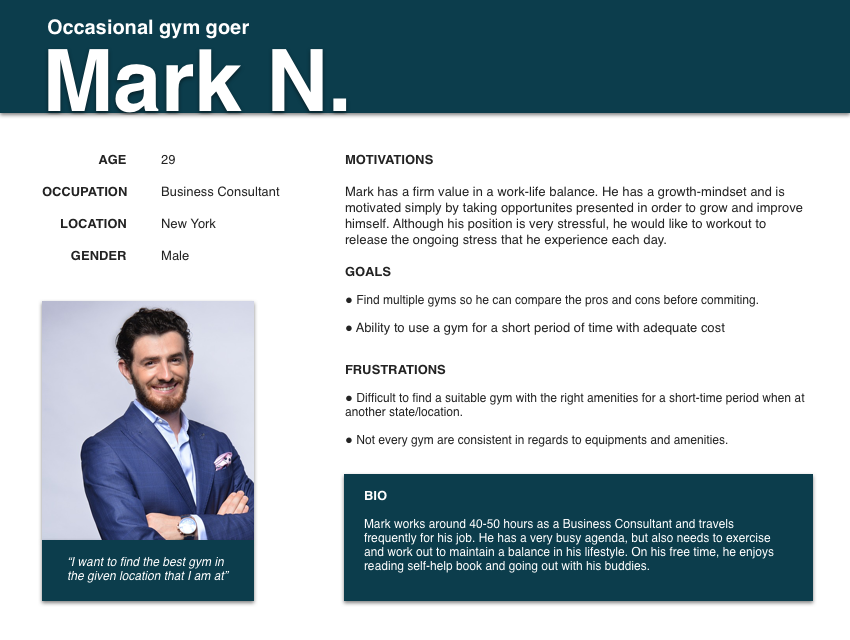 Occasional gym goer
Mark N.
AGE 29
OCCUPATION Business Consultant
LOCATION New York
GENDER Male
“I want to find the best gym in
the given location that I am at”
MOTIVATIONS
Mark has a firm value in a work-life balance. He has a growth-mindset and is
motivated simply by taking opportunites presented in order to grow and improve
himself. Although his position is very stressful, he would like to workout to
release the ongoing stress that he experience each day.
GOALS
● Find multiple gyms so he can compare the pros and cons before commiting.
● Ability to use a gym for a short period of time with adequate cost
FRUSTRATIONS
● Difficult to find a suitable gym with the right amenities for a short-time period when at
another state/location.
● Not every gym are consistent in regards to equipments and amenities.
BIO
Mark works around 40-50 hours as a Business Consultant and travels
frequently for his job. He has a very busy agenda, but also needs to exercise
and work out to maintain a balance in his lifestyle. On his free time, he enjoys
reading self-help book and going out with his buddies.